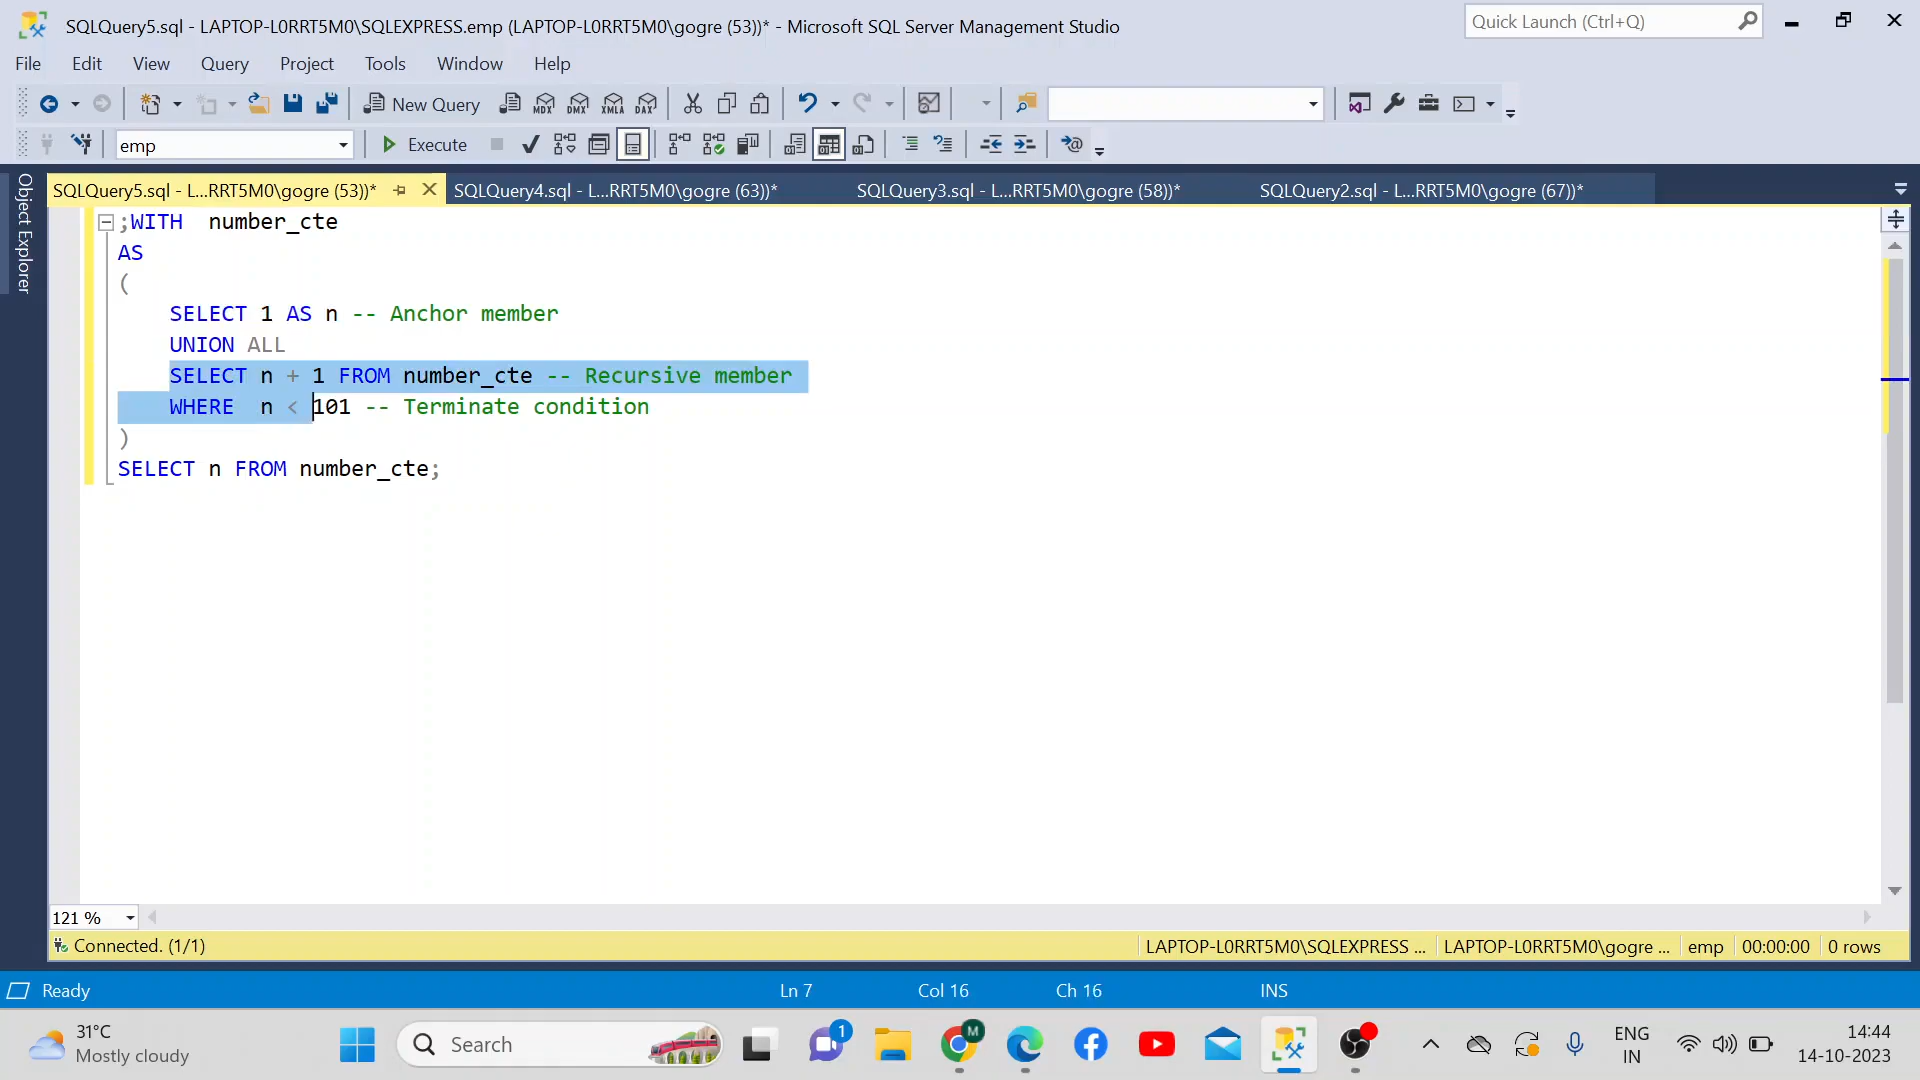 SQLQuery5.sql - LAPTOP-L0RRT5M0\SQLEXPRESS.emp (LAPTOP-L0RRT5M0\gogre (53))* - Microsoft SQL Server Management Studio
Quick Launch (Ctrl+Q)
File Edit View Query Project Tools Window Help
New Query MDX DMX XMLA DAX
emp Execute
Object Explorer
SQLQuery5.sql - L...RRT5M0\gogre (53))* SQLQuery4.sql - L...RRT5M0\gogre (63))* SQLQuery3.sql - L...RRT5M0\gogre (58))* SQLQuery2.sql - L...RRT5M0\gogre (67))*
;WITH  number_cte
AS
(
SELECT 1 AS n -- Anchor member
UNION ALL
SELECT n + 1 FROM number_cte -- Recursive member
WHERE  n < 101 -- Terminate condition
)
SELECT n FROM number_cte;
121 %
Connected. (1/1) LAPTOP-L0RRT5M0\SQLEXPRESS ... LAPTOP-L0RRT5M0\gogre ... emp 00:00:00 0 rows
Ready Ln 7 Col 16 Ch 16 INS
31°C
Mostly cloudy
Search
1
M
ENG
IN
14:44
14-10-2023